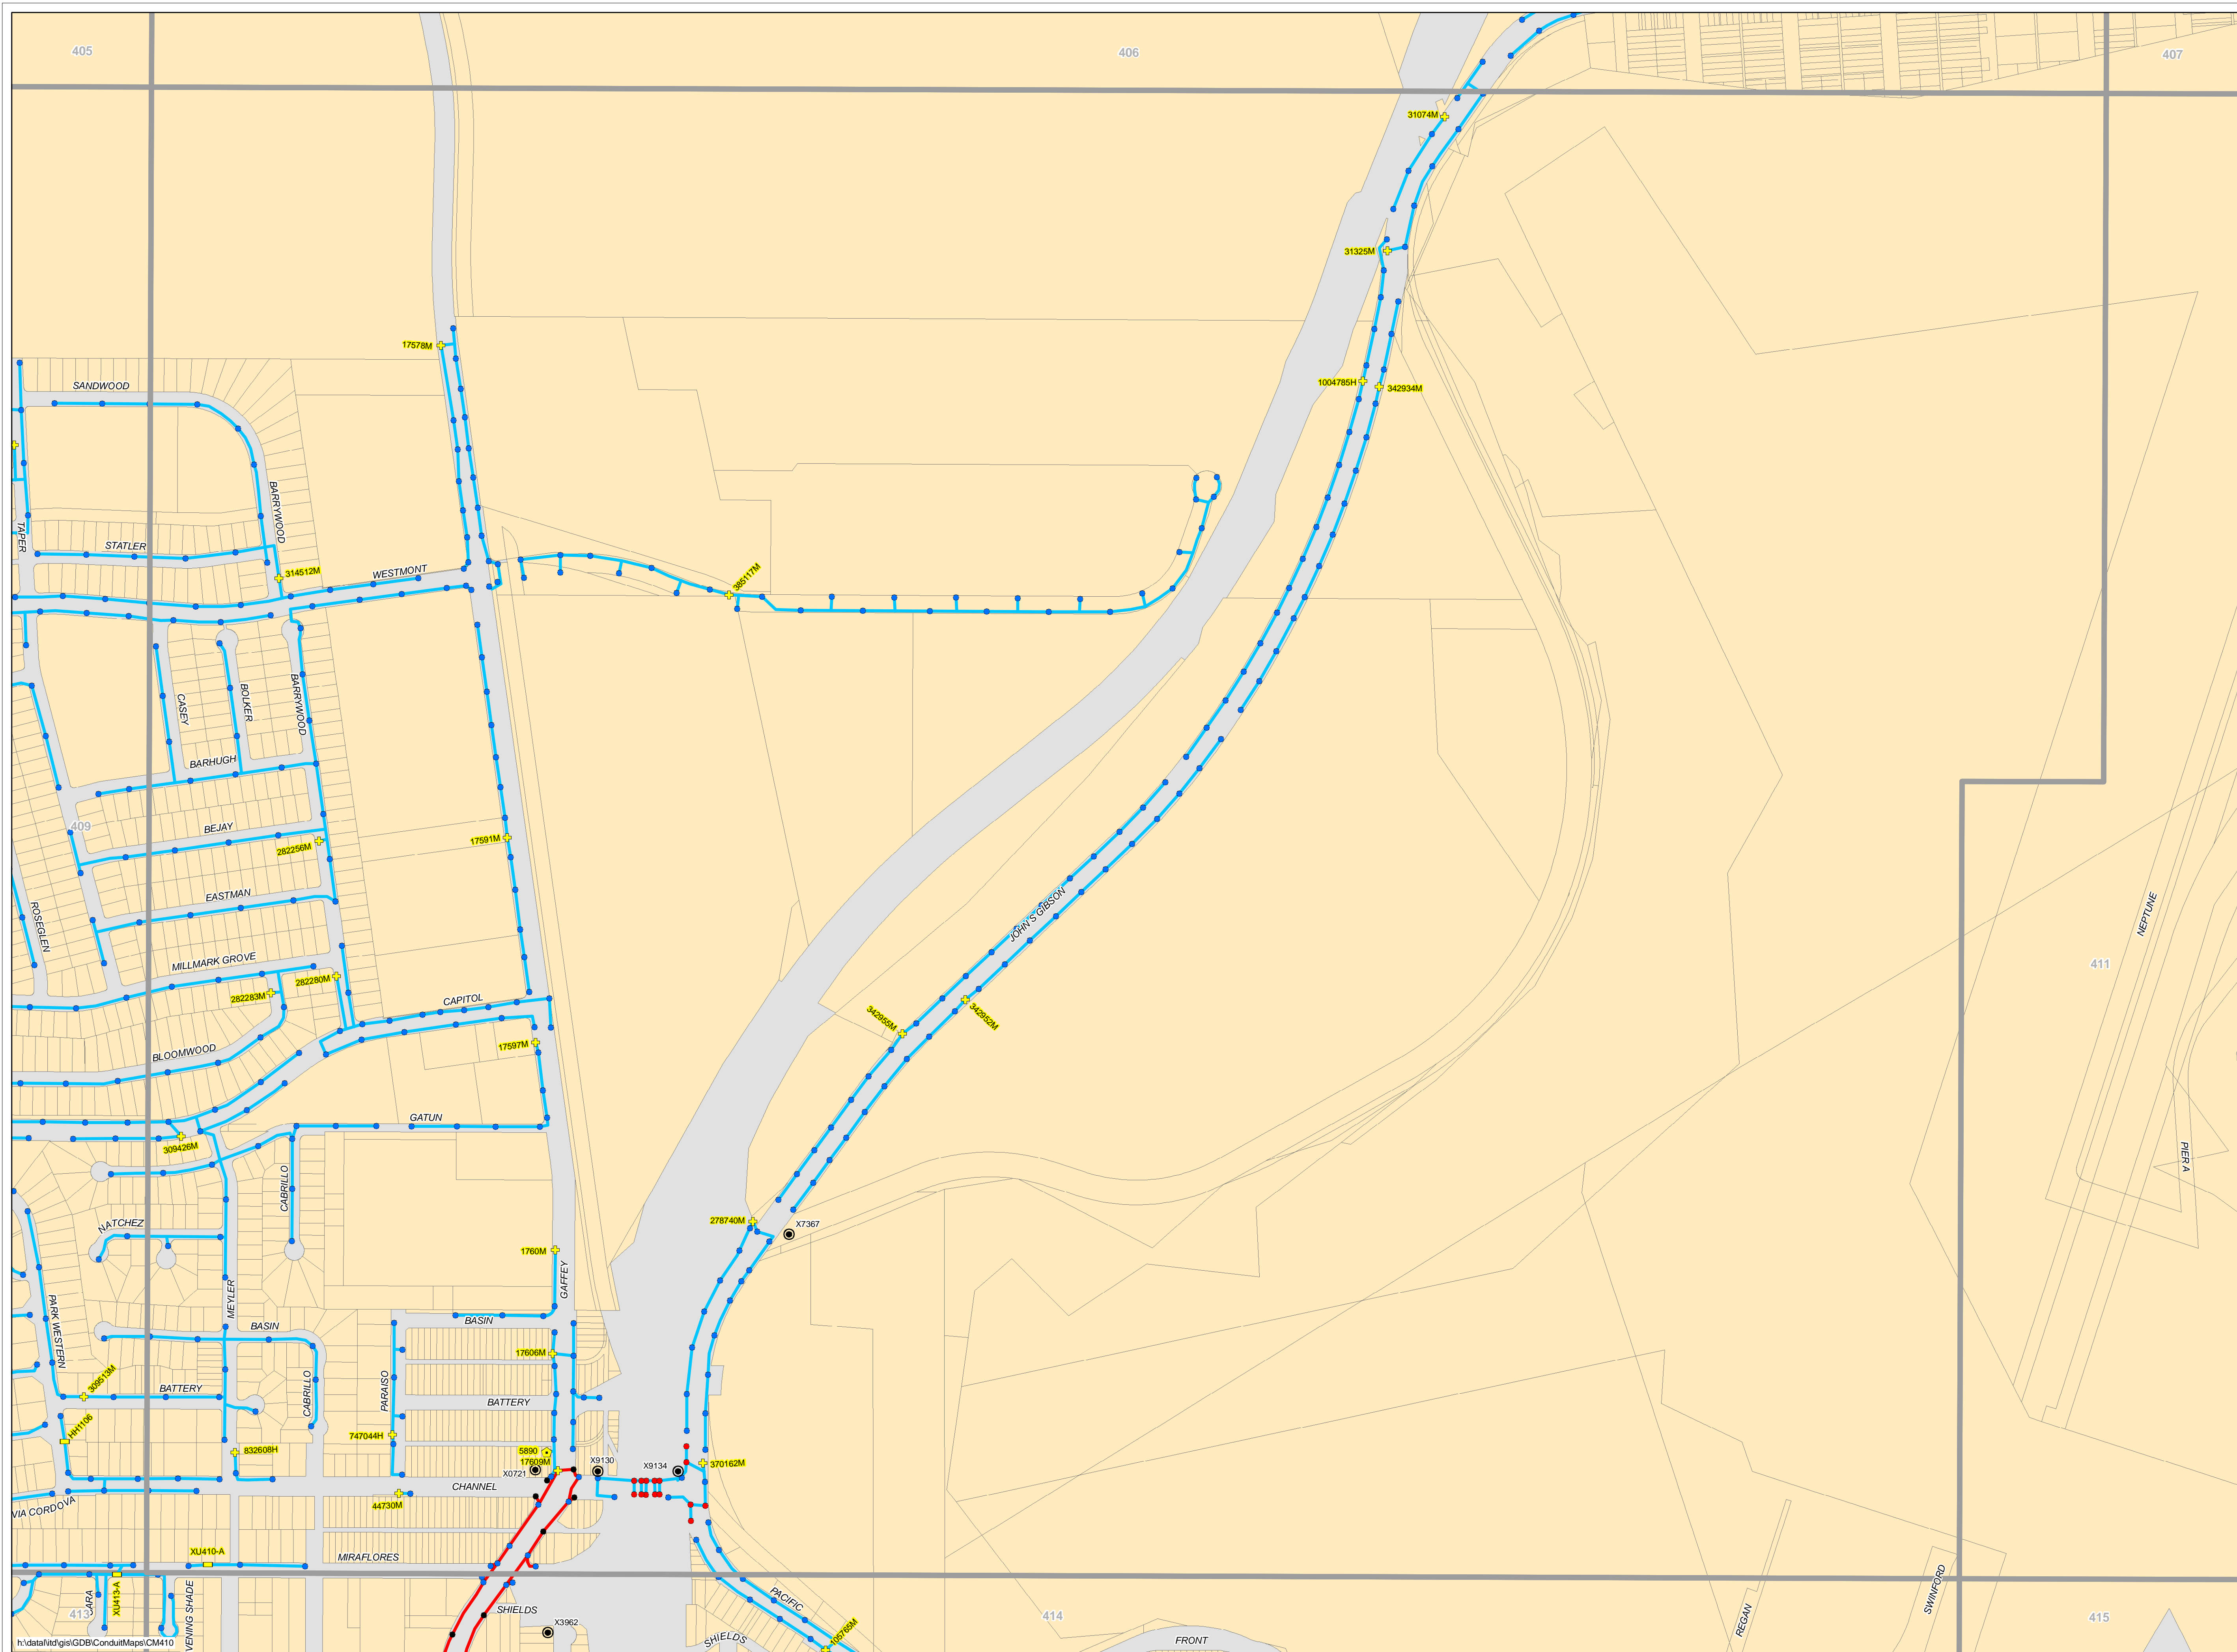 405
406
407
31074M
31325M
17578M
1004785H
342934M
SANDWOOD
BARRYWOOD
TAPER
STATLER
314512M
WESTMONT
385117M
CASEY
BOLKER
BARRYWOOD
BARHUGH
409
BEJAY
282256M
17591M
EASTMAN
ROSEGLEN
JOHN S GIBSON
NEPTUNE
MILLMARK GROVE
411
282280M
282283M
CAPITOL
342955M
342952M
17597M
BLOOMWOOD
GATUN
309426M
PIER A
CABRILLO
NATCHEZ
278740M
X7367
1760M
GAFFEY
MEYLER
PARK WESTERN
BASIN
BASIN
17606M
309513M
BATTERY
CABRILLO
PARAISO
BATTERY
HH1106
747044H
832608H
5890
17609M
X0721
X9130
X9134
370162M
CHANNEL
44730M
VIA CORDOVA
XU410-A
MIRAFLORES
XU413-A
CARA
VENING SHADE
PACIFIC
SWINFORD
REGAN
413
SHIELDS
414
415
X3962
105765M
SHIELDS
FRONT
h:\data\itd\gis\GDB\ConduitMaps\CM410